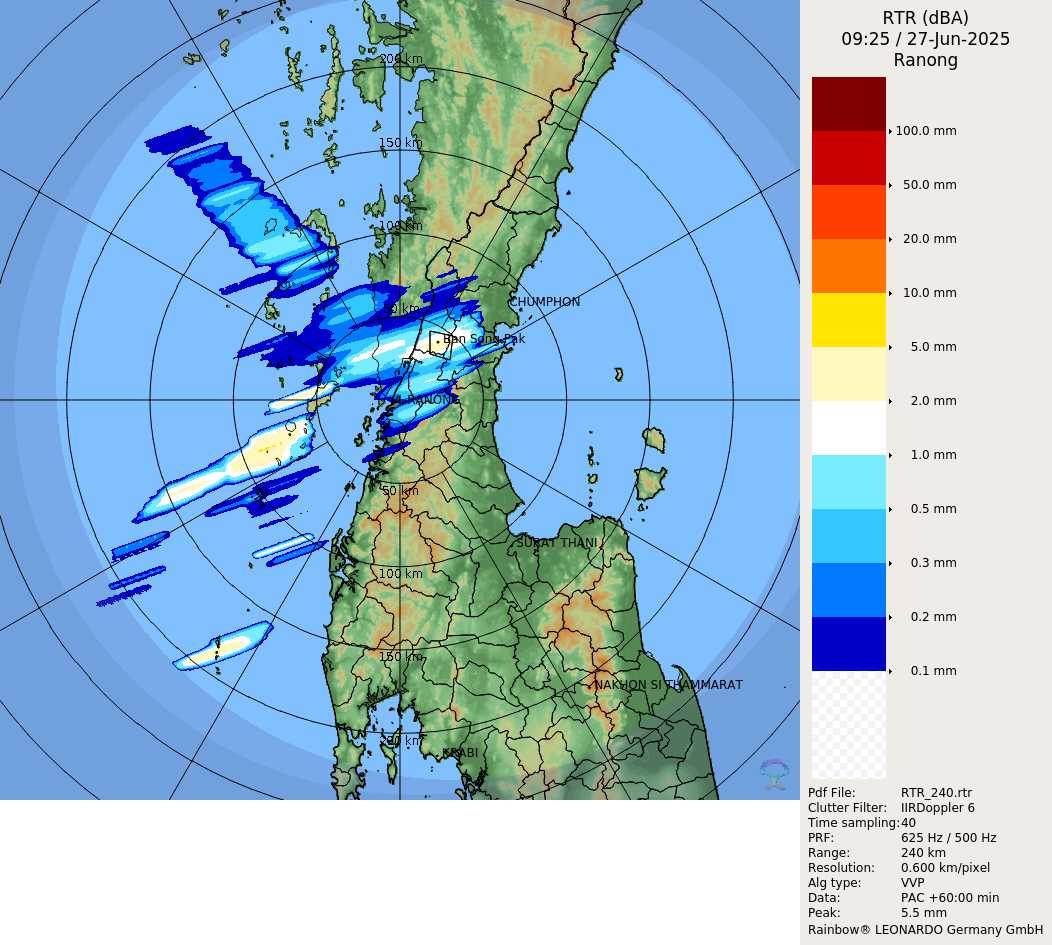 RTR (dBA)
09:25 / 27-Jun-2025
Ranong
100.0 mm
50.0 mm
20.0 mm
10.0 mm
5.0 mm
2.0 mm
1.0 mm
0.5 mm
0.3 mm
0.2 mm
0.1 mm
Pdf File: RTR_240.rtr
Clutter Filter: IIRDoppler 6
Time sampling: 40
PRF: 625 Hz / 500 Hz
Range: 240 km
Resolution: 0.600 km/pixel
Alg type: VVP
Data: PAC +60:00 min
Peak: 5.5 mm
Rainbow® LEONARDO Germany GmbH
200 km
150 km
100 km
50 km
CHUMPHON
Ban Song Pak
RANONG
50 km
SURAT THANI
100 km
150 km
NAKHON SI THAMMARAT
200 km
KRABI